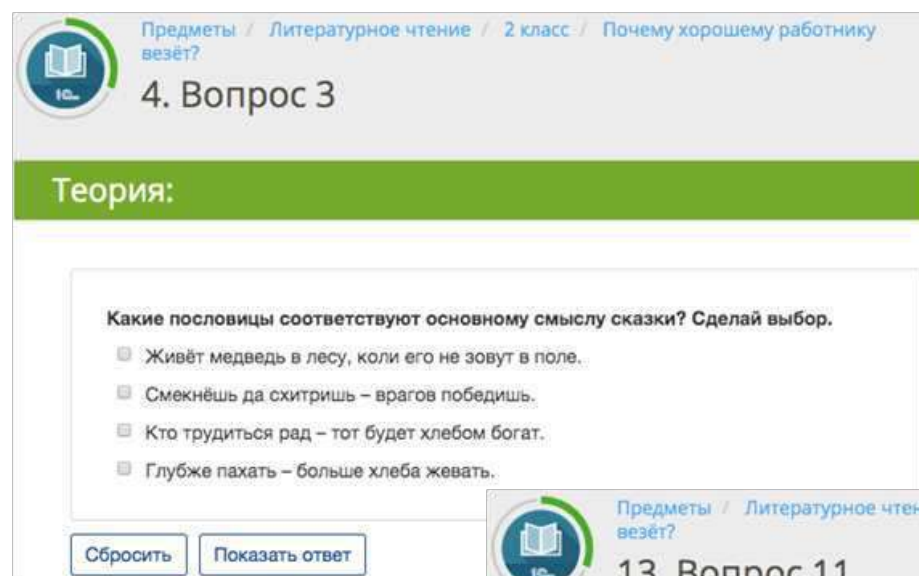 Предметы / Литературное чтение / 2 класс / Почему хорошему работнику
везёт?
4. Вопрос 3
Теория:
Какие пословицы соответствуют основному смыслу сказки? Сделай выбор.
Живёт медведь в лесу, коли его не зовут в поле.
Смекнёшь да схитришь – врагов победишь.
Кто трудиться рад – тот будет хлебом богат.
Глубже пахать – больше хлеба жевать.
Сбросить Показать ответ
Предметы / Литературное чтен
везёт?
13. Вопрос 11